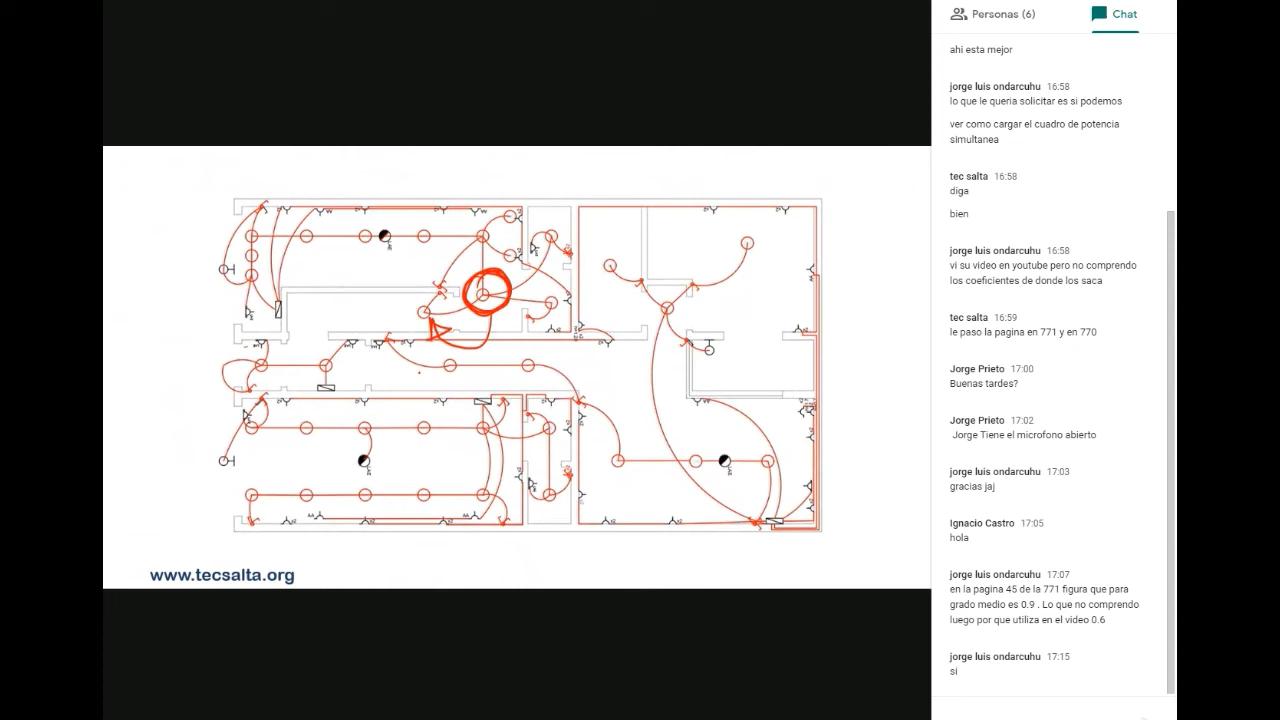 Personas (6)
Chat
ahi esta mejor
jorge luis ondarcuhu 16:58
lo que le queria solicitar es si podemos
ver como cargar el cuadro de potencia
simultanea
tec salta 16:58
diga
bien
jorge luis ondarcuhu 16:58
vi su video en youtube pero no comprendo
los coeficientes de donde los saca
tec salta 16:59
le paso la pagina en 771 y en 770
Jorge Prieto 17:00
Buenas tardes?
Jorge Prieto 17:02
Jorge Tiene el microfono abierto
jorge luis ondarcuhu 17:03
gracias jaj
Ignacio Castro 17:05
hola
jorge luis ondarcuhu 17:07
en la pagina 45 de la 771 figura que para
grado medio es 0.9 . Lo que no comprendo
luego por que utiliza en el video 0.6
jorge luis ondarcuhu 17:15
si
www.tecsalta.org